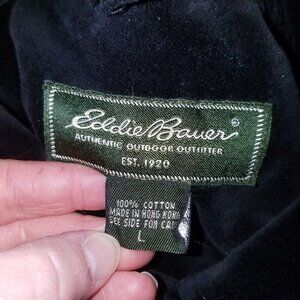 Eddie Bauer®
AUTHENTIC OUTDOOR OUTFITTER
EST. 1920
100% COTTON
MADE IN HONG KONG
SEE SIDE FOR CARE
L